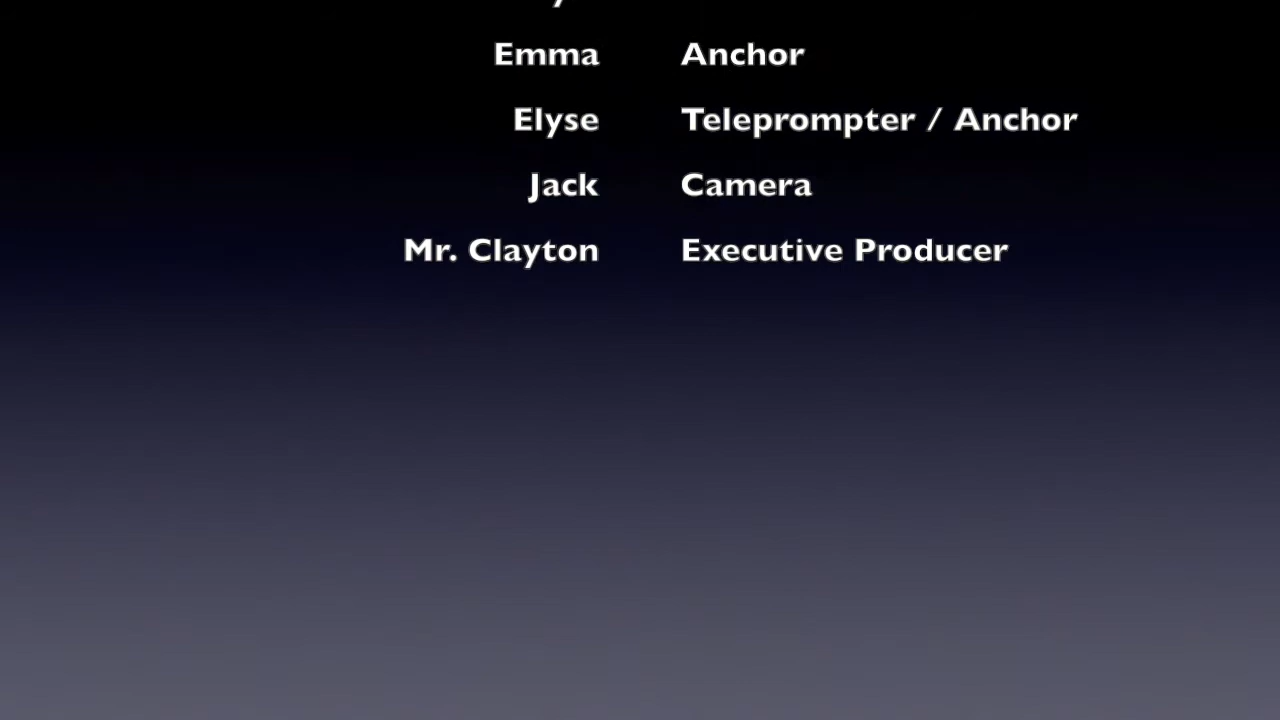 Emma Anchor
Elyse Teleprompter / Anchor
Jack Camera
Mr. Clayton Executive Producer